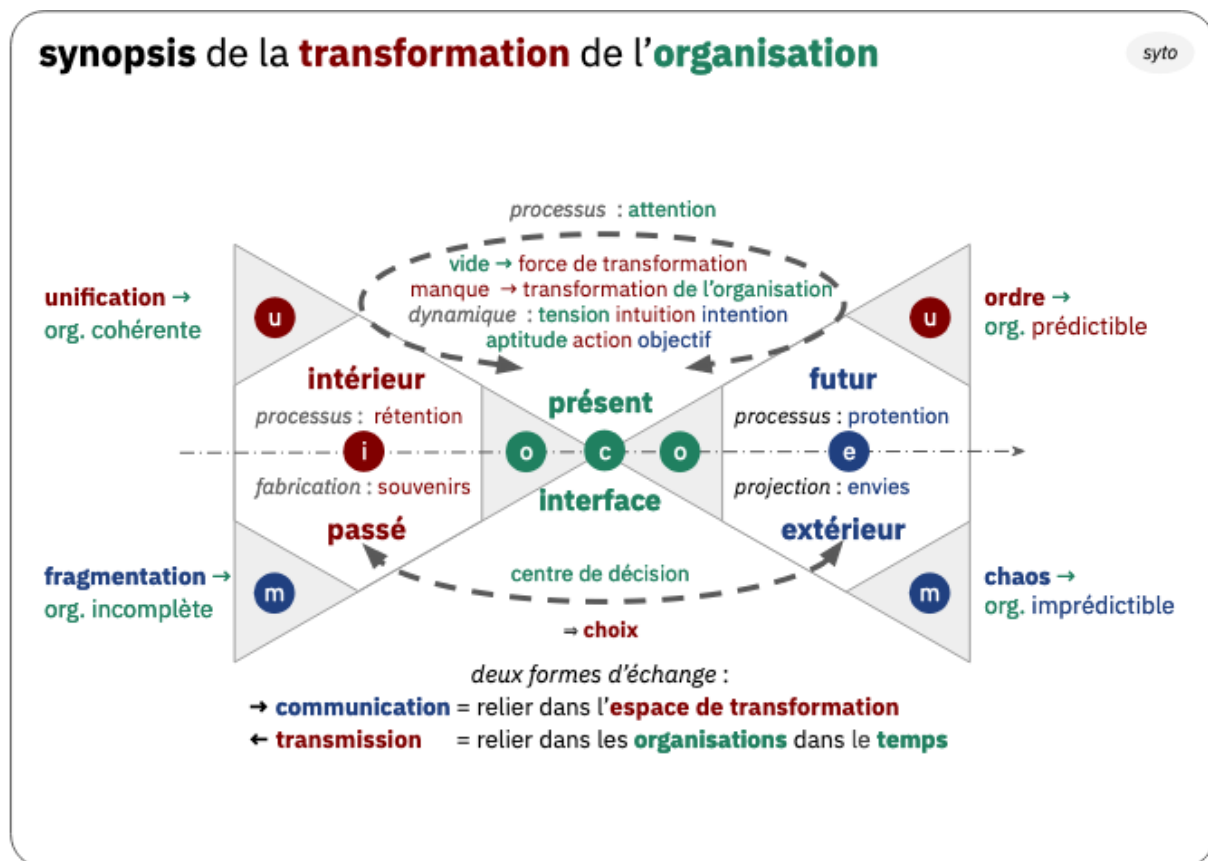 synopsis de la transformation de l'organisation
syto
processus : attention
vide → force de transformation
manque → transformation de l'organisation
dynamique : tension intuition intention
aptitude action objectif
unification →
org. cohérente
u
u
ordre →
org. prédictible
intérieur
futur
processus : rétention
présent
processus : protention
i
o
c
o
e
fabrication : souvenirs
interface
projection : envies
passé
extérieur
fragmentation →
org. incomplète
m
centre de décision
m
chaos →
org. imprédictible
⇒ choix
deux formes d'échange :
→ communication = relier dans l'espace de transformation
← transmission = relier dans les organisations dans le temps